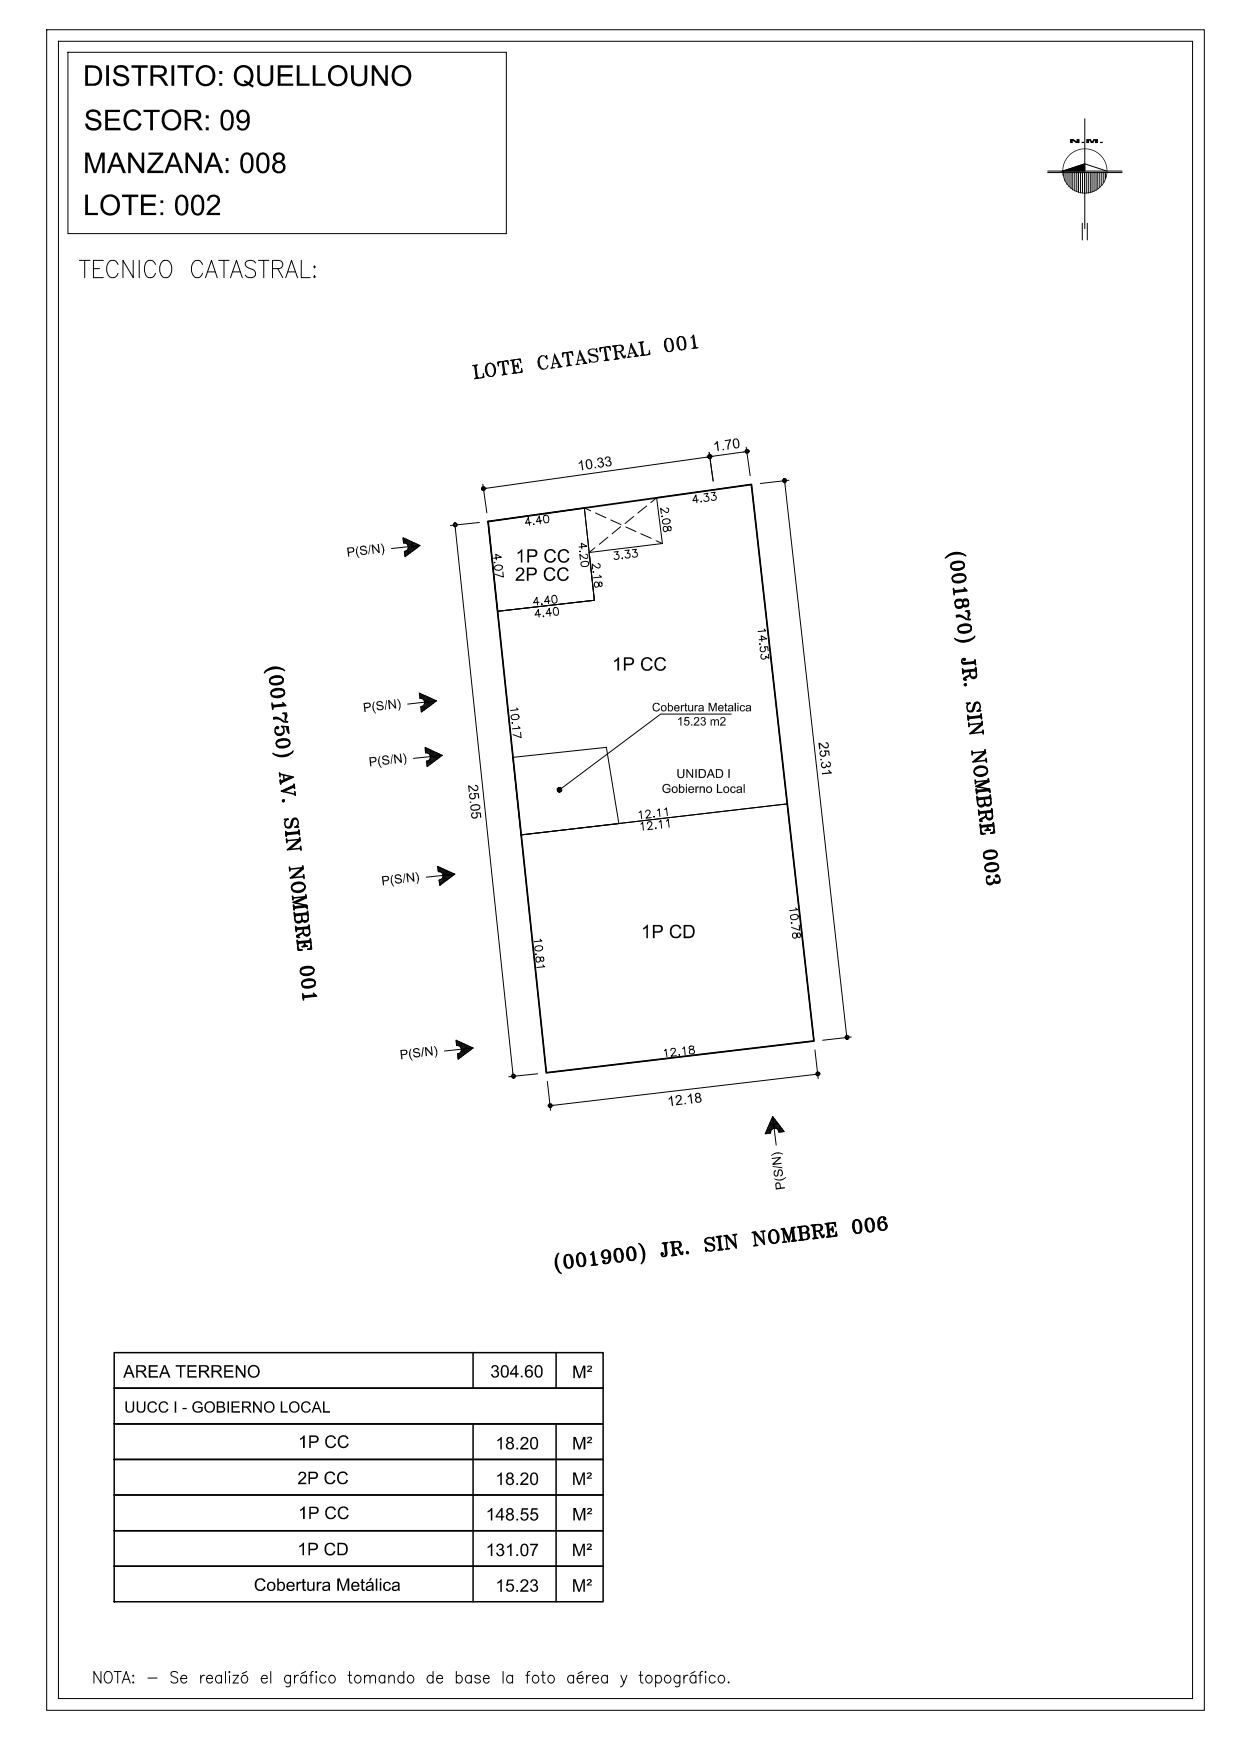 DISTRITO: QUELLOUNO
SECTOR: 09
MANZANA: 008
LOTE: 002
N.M.
TECNICO CATASTRAL:
LOTE CATASTRAL 001
1.70
10.33
4.33
4.40
2.08
P(S/N)
4.07
1P CC
4.20
3.33
2P CC
2.18
4.40
4.40
(001870) JR. SIN NOMBRE 003
14.53
1P CC
(001750) AV. SIN NOMBRE 001
P(S/N)
10.17
Cobertura Metalica
15.23 m2
P(S/N)
25.31
UNIDAD I
Gobierno Local
25.05
12.11
12.11
P(S/N)
10.78
1P CD
10.81
P(S/N)
12.18
12.18
P(S/N)
(001900) JR. SIN NOMBRE 006
AREA TERRENO 304.60 M²
UUCC I - GOBIERNO LOCAL
1P CC 18.20 M²
2P CC 18.20 M²
1P CC 148.55 M²
1P CD 131.07 M²
Cobertura Metálica 15.23 M²
NOTA: - Se realizó el gráfico tomando de base la foto aérea y topográfico.